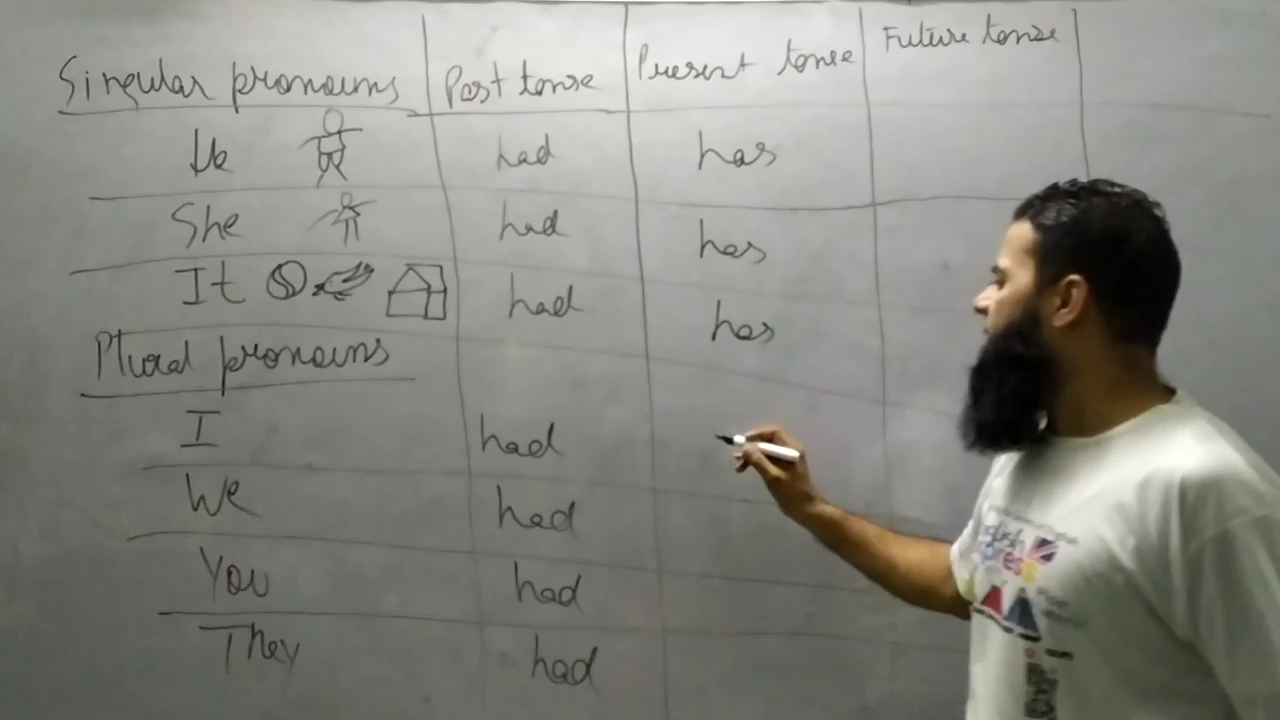 Singular pronouns Past tense Present tense Future tense
He had has
She had has
It had has
Plural pronouns
I had
We had
You had
They had